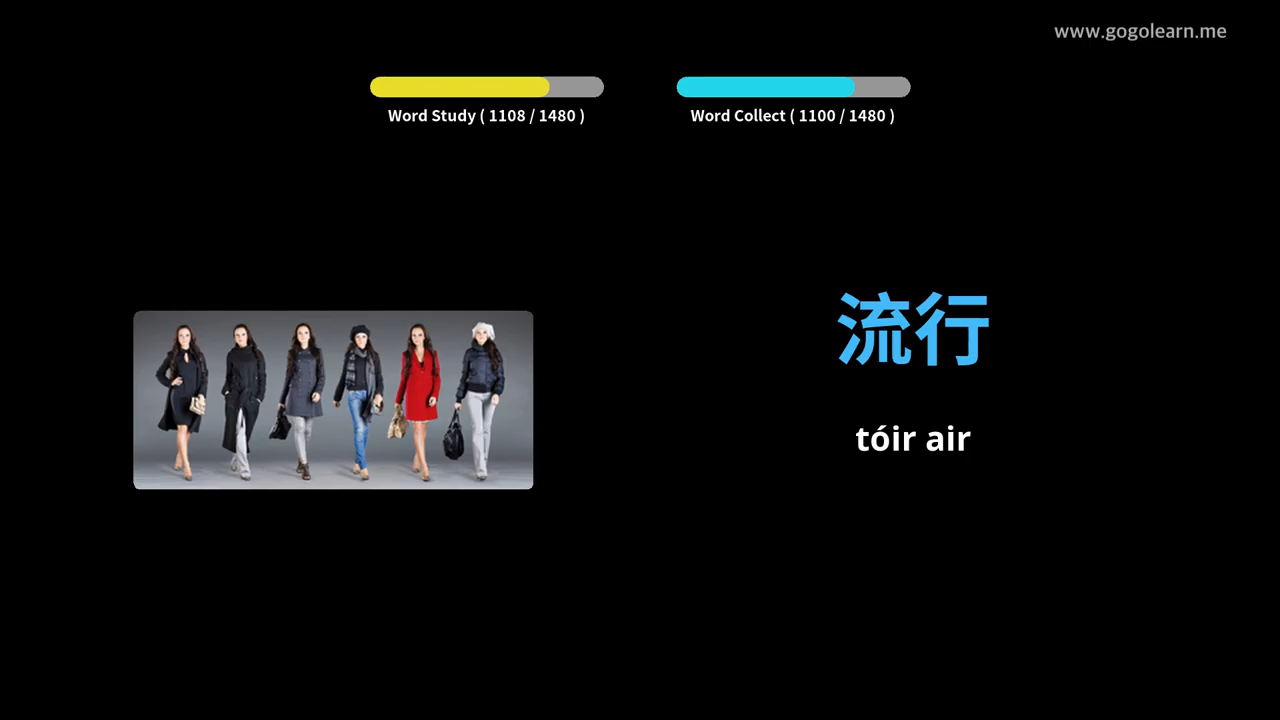 www.gogolearn.me
Word Study ( 1108 / 1480 )
Word Collect ( 1100 / 1480 )
流行
tóir air